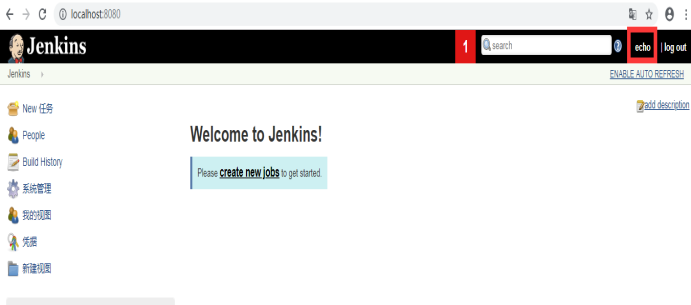 localhost:8080
Jenkins
1
search
echo
| log out
Jenkins
ENABLE AUTO REFRESH
New 任务
add description
People
Welcome to Jenkins!
Build History
Please create new jobs to get started.
系统管理
我的视图
凭据
新建视图